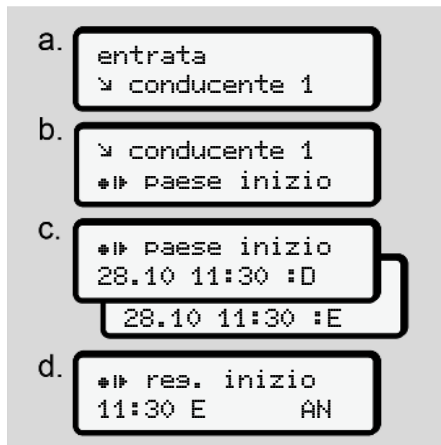 a.
entrata
conducente 1
b.
conducente 1
paese inizio
c.
paese inizio
28.10 11:30 :D
28.10 11:30 :E
d.
reg. inizio
11:30 E AN